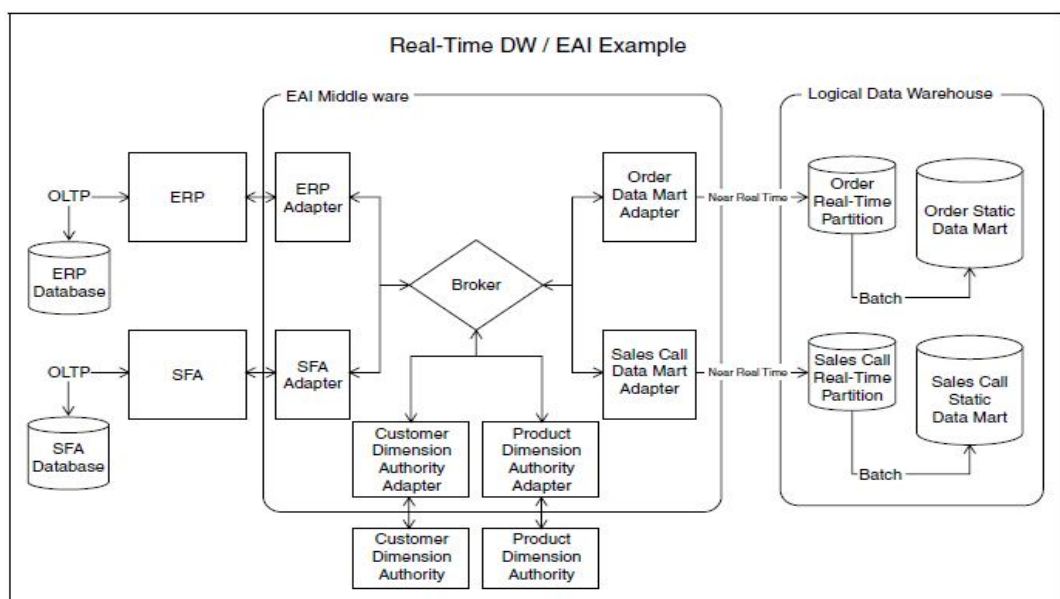 Real-Time DW / EAI Example
EAI Middle ware
Logical Data Warehouse
OLTP
ERP
ERP
Adapter
Order
Data Mart
Adapter
Near Real Time
Order
Real-Time
Partition
Order Static
Data Mart
ERP
Database
Broker
Batch
OLTP
SFA
SFA
Adapter
Sales Call
Data Mart
Adapter
Near Real Time
Sales Call
Real-Time
Partition
Sales Call
Static
Data Mart
SFA
Database
Customer
Dimension
Authority
Adapter
Product
Dimension
Authority
Adapter
Batch
Customer
Dimension
Authority
Product
Dimension
Authority